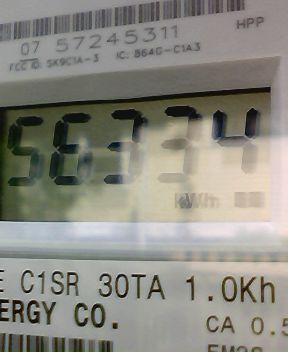 HPP
07 57245311
FCC ID: SK9C1A-3 IC: 864G-C1A3
56334
kWh
E C1SR 30TA 1.0Kh
ERGY CO.
CA 0.5